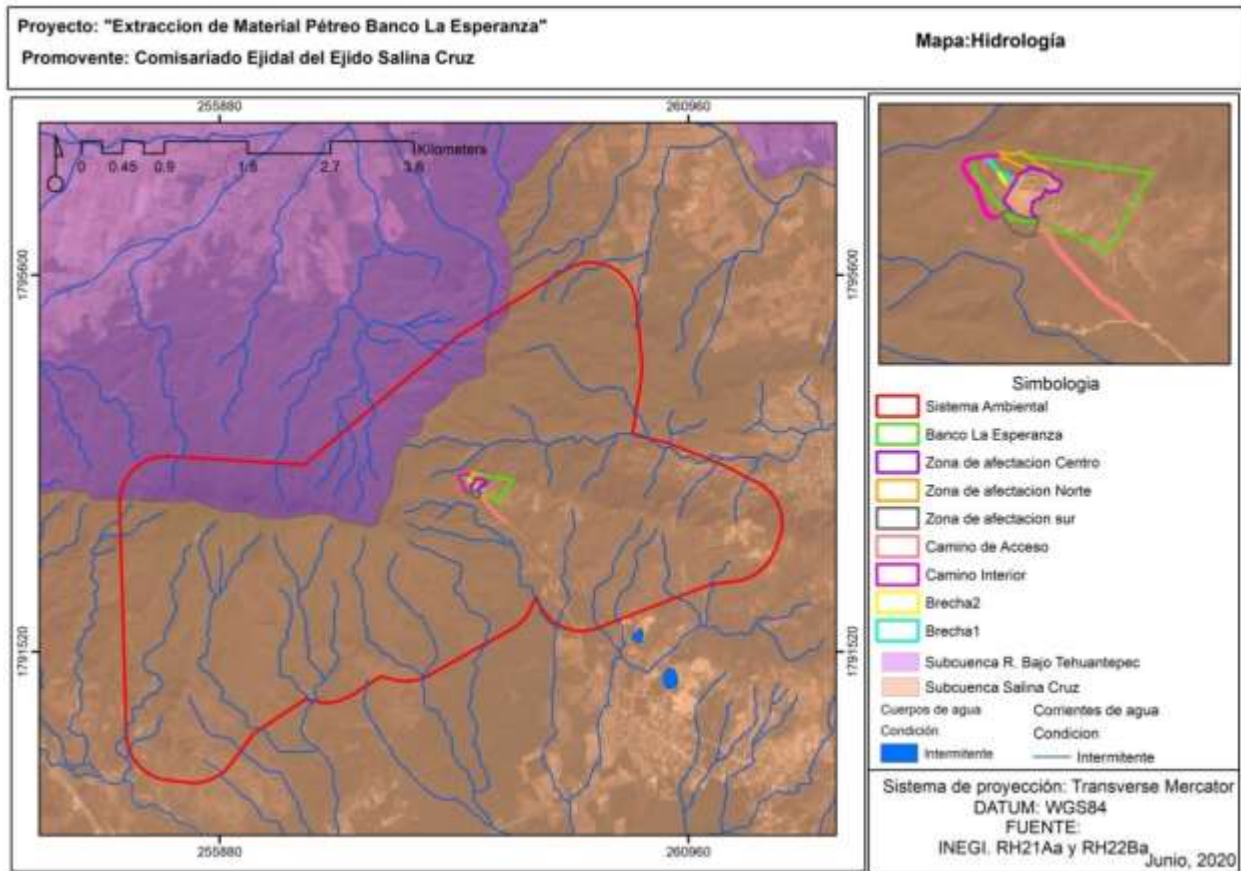 Proyecto: "Extraccion de Material Pétreo Banco La Esperanza"
Promovente: Comisariado Ejidal del Ejido Salina Cruz
Mapa:Hidrología
255880 260960
Kilometers
0 0.45 0.9 1.8 2.7 3.6
1795600 1795600
1791520 1791520
255880 260960
Simbologia
Sistema Ambiental
Banco La Esperanza
Zona de afectacion Centro
Zona de afectacion Norte
Zona de afectacion sur
Camino de Acceso
Camino Interior
Brecha2
Brecha1
Subcuenca R. Bajo Tehuantepec
Subcuenca Salina Cruz
Cuerpos de agua Corrientes de agua
Condición Condicion
Intermitente Intermitente
Sistema de proyección: Transverse Mercator
DATUM: WGS84
FUENTE:
INEGI. RH21Aa y RH22Ba
Junio, 2020